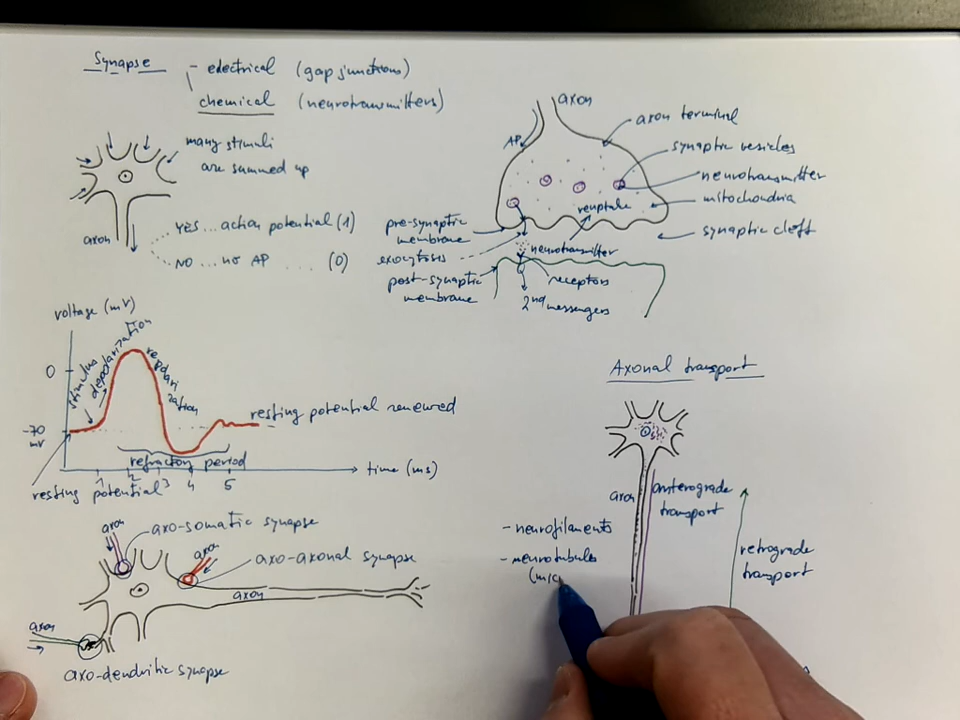 Synapse
- electrical (gap junctions)
chemical (neurotransmitters)
many stimuli
are summed up
axon
YES ... action potential (1)
NO ... no AP .... (0)
axon
axon terminal
AP
synaptic vesicles
neurotransmitter
mitochondria
reuptake
synaptic cleft
pre-synaptic
membrane
neurotransmitter
exocytosis
post-synaptic
membrane
receptors
2nd messengers
voltage (mV)
0
-70
mV
stimulus
depolarization
repolari
zation
resting potential renewed
refractory period
1 2 3 4 5
time (ms)
resting potential
Axonal transport
axon
anterograde
transport
retrograde
transport
- neurofilaments
- neurotubules
(mic
axon
axo-somatic synapse
axon
axo-axonal synapse
axon
axon
axo-dendritic synapse